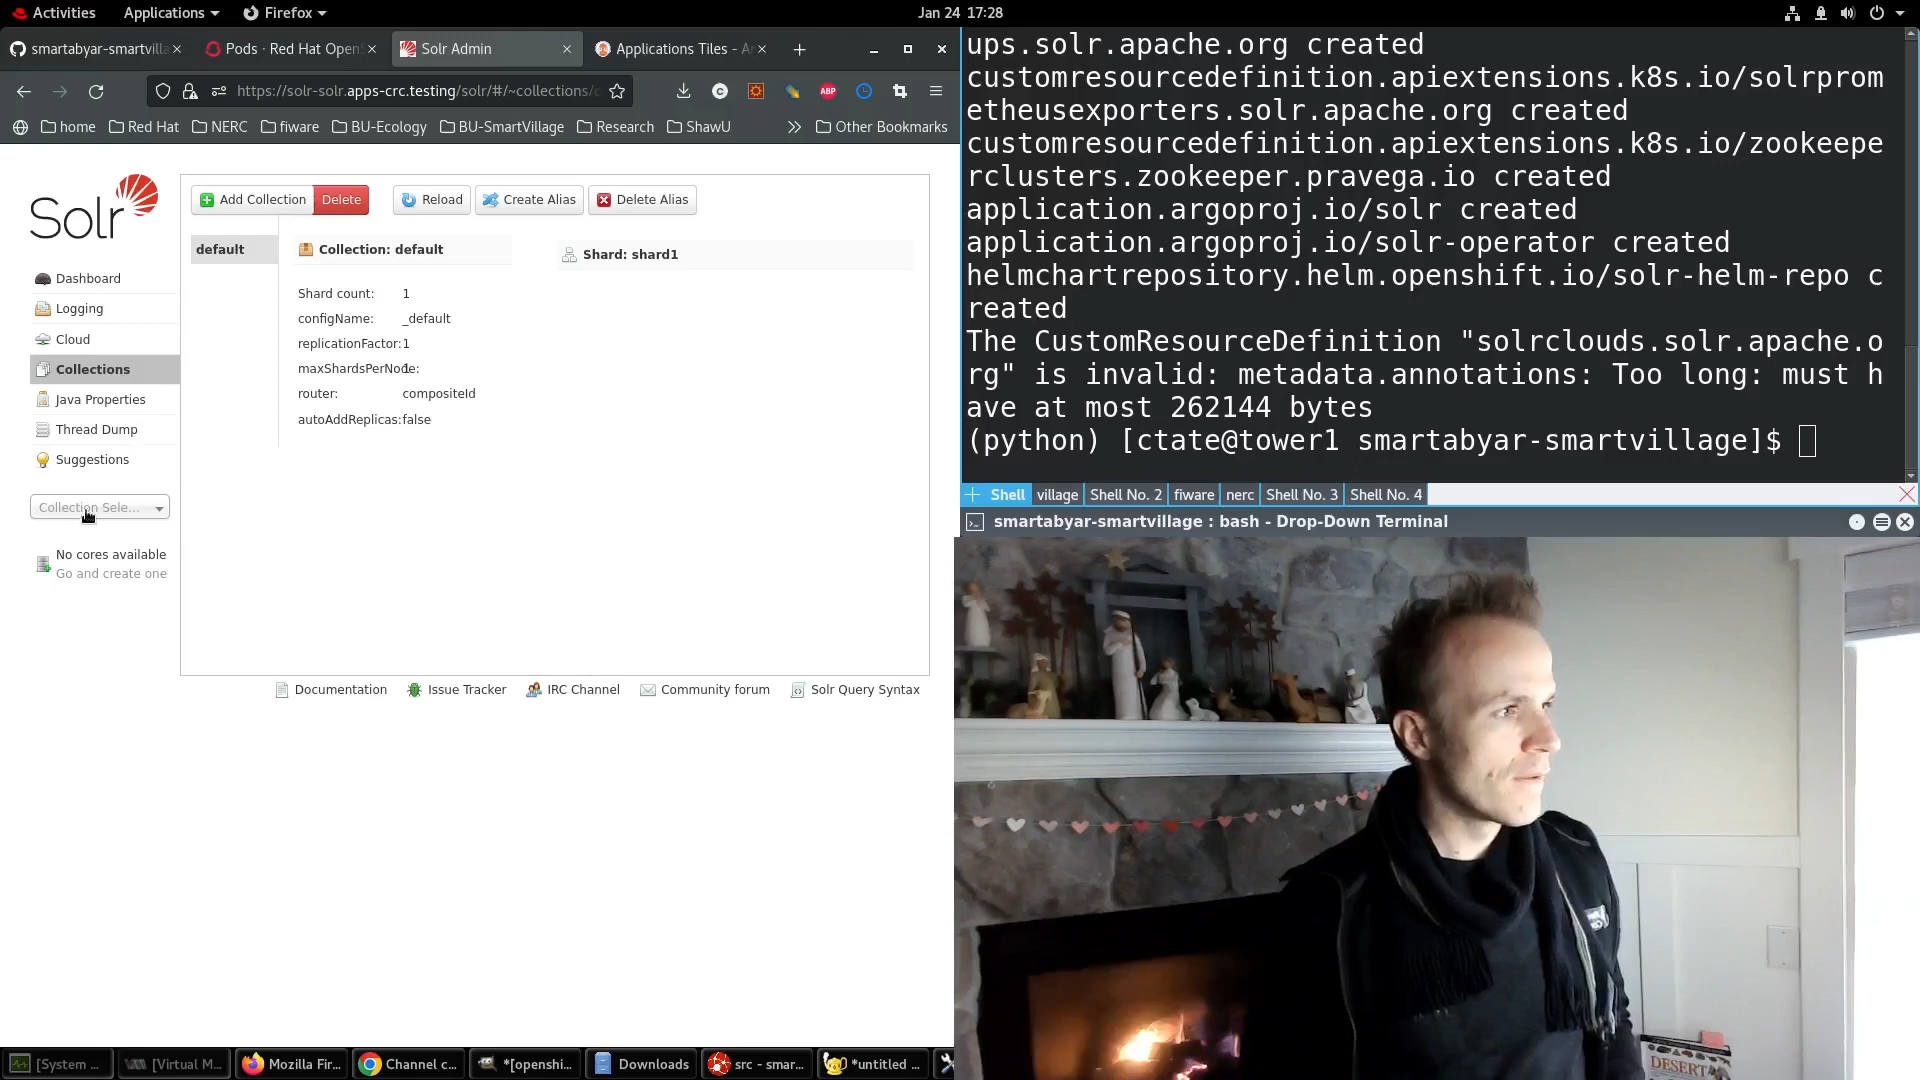 Activities Applications Firefox Jan 24 17:28
smartabyar-smartvilla Pods · Red Hat Open Solr Admin Applications Tiles - Ar
https://solr-solr.apps-crc.testing/solr/#/~collections/
home Red Hat NERC fiware BU-Ecology BU-SmartVillage Research ShawU Other Bookmarks
Solr
Dashboard
Logging
Cloud
Collections
Java Properties
Thread Dump
Suggestions
Collection Sele...
No cores available
Go and create one
Add Collection Delete Reload Create Alias Delete Alias
default
Collection: default
Shard count: 1
configName: _default
replicationFactor: 1
maxShardsPerNode: 1
router: compositeId
autoAddReplicas: false
Shard: shard1
Documentation Issue Tracker IRC Channel Community forum Solr Query Syntax
ups.solr.apache.org created
customresourcedefinition.apiextensions.k8s.io/solrprom
etheusexporters.solr.apache.org created
customresourcedefinition.apiextensions.k8s.io/zookeepe
rclusters.zookeeper.pravega.io created
application.argoproj.io/solr created
application.argoproj.io/solr-operator created
helmchartrepository.helm.openshift.io/solr-helm-repo c
reated
The CustomResourceDefinition "solrclouds.solr.apache.o
rg" is invalid: metadata.annotations: Too long: must h
ave at most 262144 bytes
(python) [ctate@tower1 smartabyar-smartvillage]$
Shell village Shell No. 2 fiware nerc Shell No. 3 Shell No. 4
smartabyar-smartvillage : bash - Drop-Down Terminal
DESERT
[System ... [Virtual M... Mozilla Fir... Channel c... *[openshi... Downloads src - smar... *untitled ...